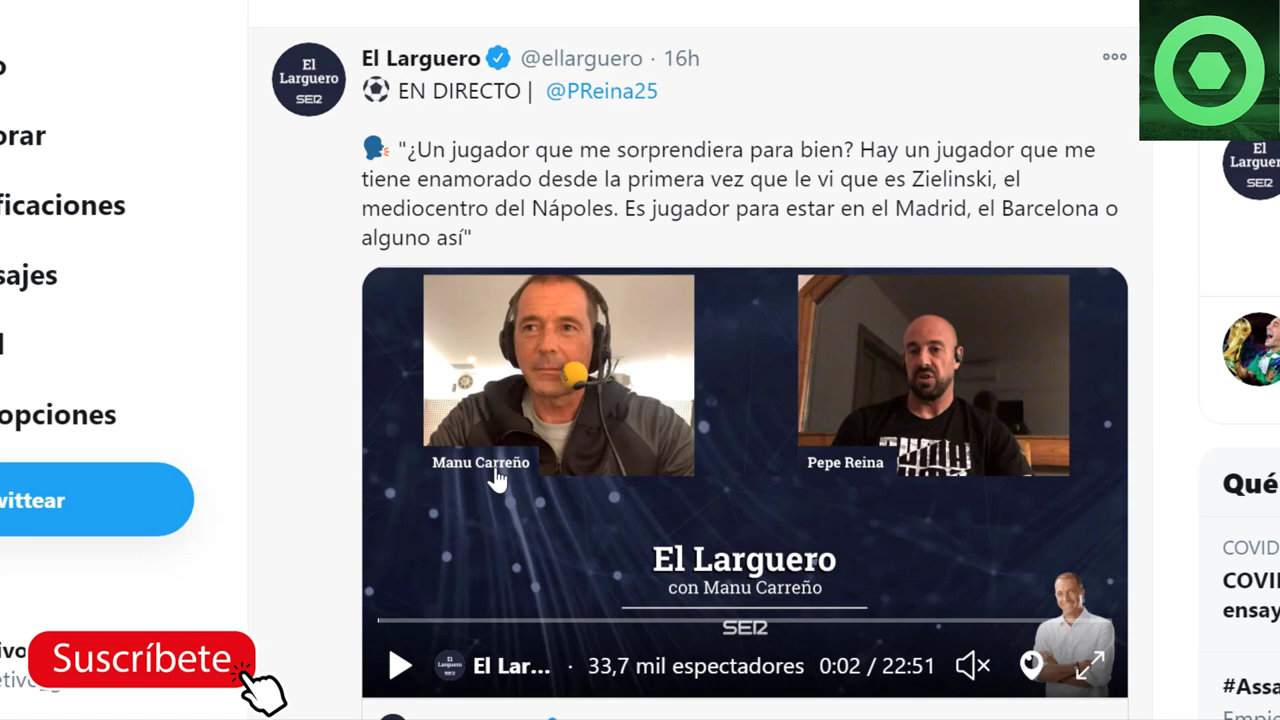 El Larguero @ellarguero · 16h
EN DIRECTO | @PReina25
"¿Un jugador que me sorprendiera para bien? Hay un jugador que me
tiene enamorado desde la primera vez que le vi que es Zielinski, el
mediocentro del Nápoles. Es jugador para estar en el Madrid, el Barcelona o
alguno así"
El
Larguero
SER
orar
ficaciones
sajes
opciones
wittear
Manu Carreño
Pepe Reina
El Larguero
con Manu Carreño
SER
El Lar... · 33,7 mil espectadores 0:02 / 22:51
Suscríbete
El
Larguer
SER
Qué
COVID
COVI
ensay
#Assa